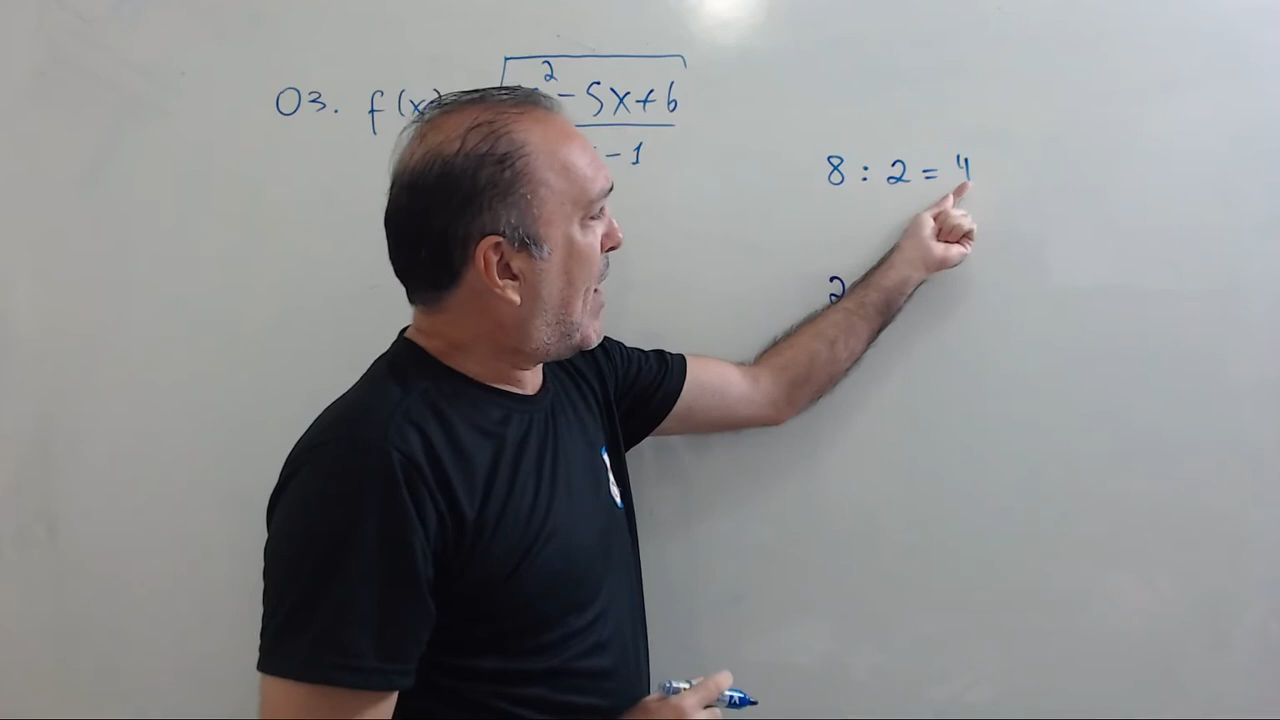 03. f(x) 2 - 5x+6
- 1
8 : 2 = 4
2